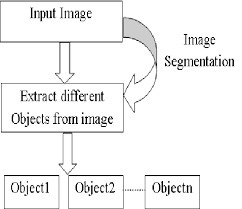 Input Image
Image
Segmentation
Extract different
Objects from image
Object1
Object2
Objectn